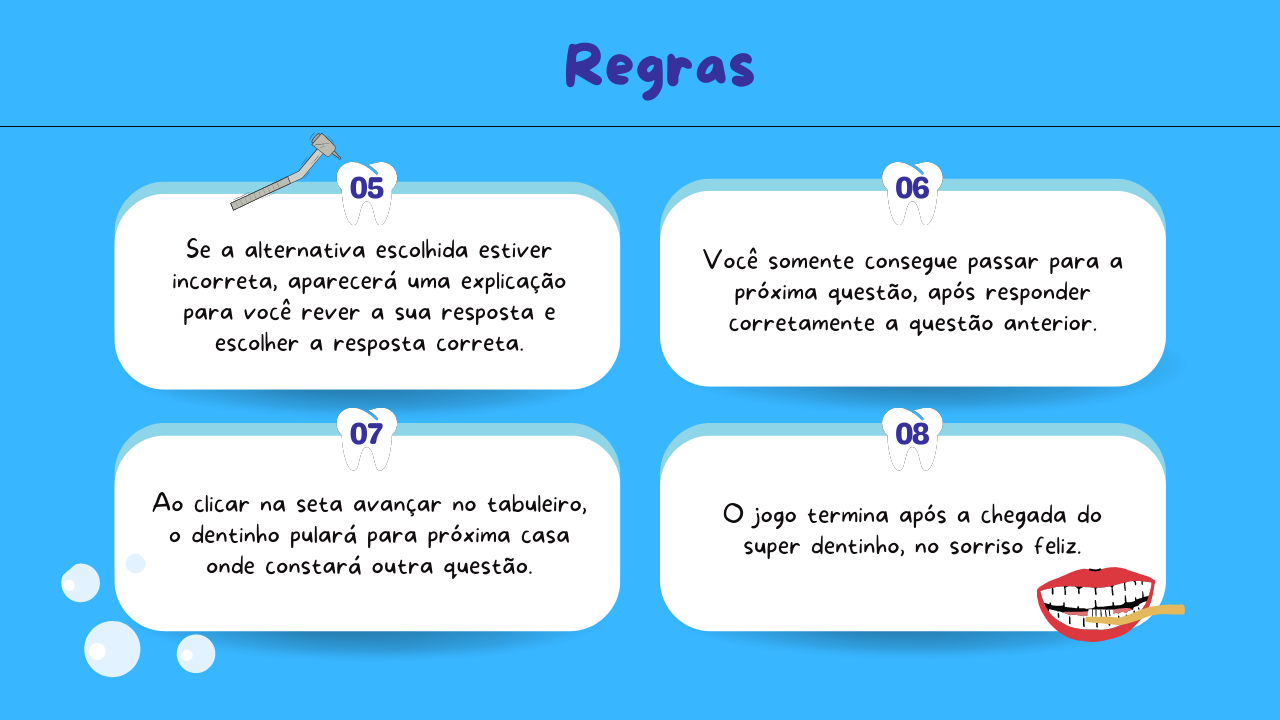 Regras
05
Se a alternativa escolhida estiver
incorreta, aparecerá uma explicação
para você rever a sua resposta e
escolher a resposta correta.
06
Você somente consegue passar para a
próxima questão, após responder
corretamente a questão anterior.
07
Ao clicar na seta avançar no tabuleiro,
o dentinho pulará para próxima casa
onde constará outra questão.
08
O jogo termina após a chegada do
super dentinho, no sorriso feliz.